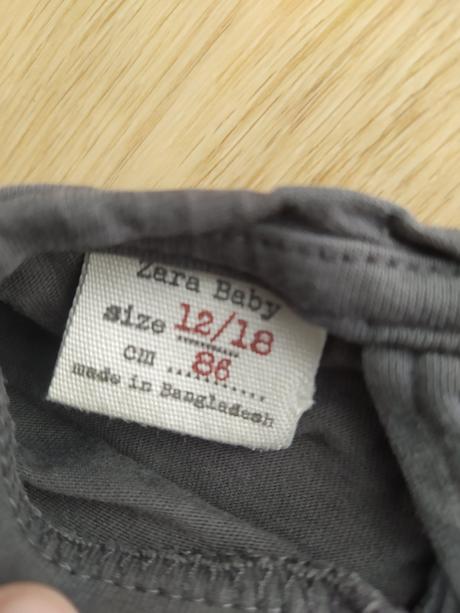 Zara Baby
size 12/18
cm 86
made in Bangladesh